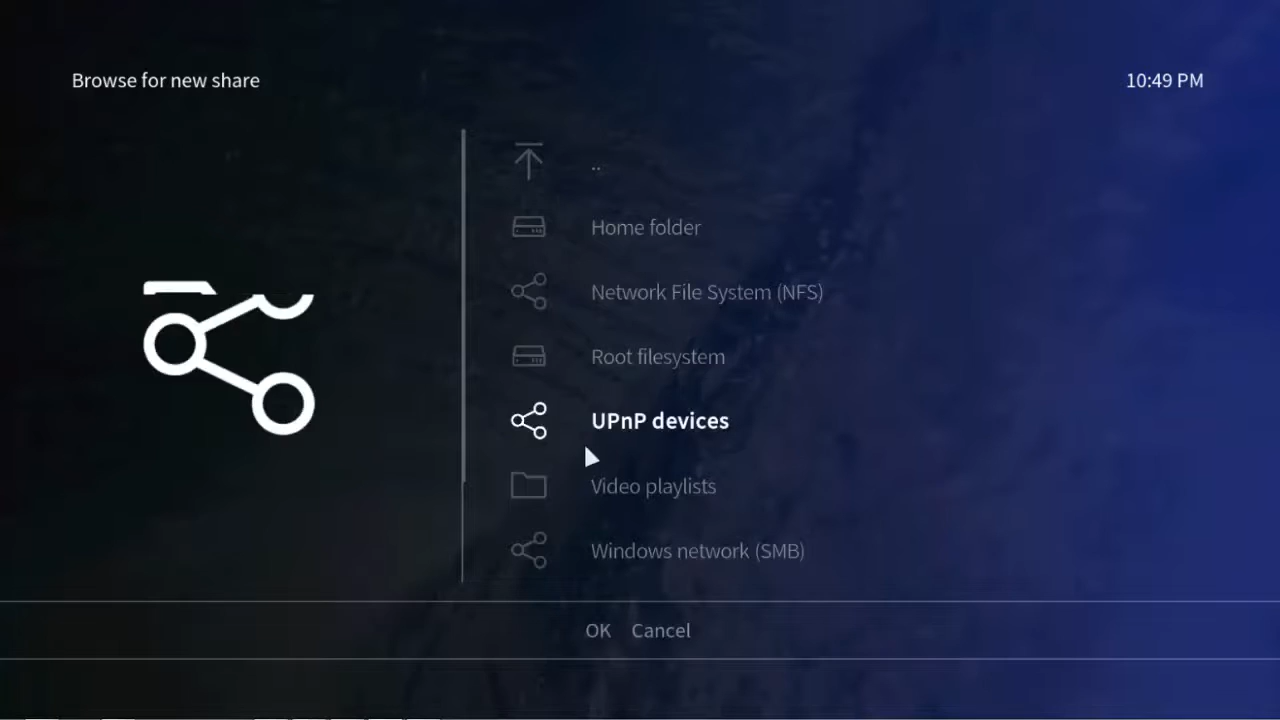 Browse for new share
10:49 PM
..
Home folder
Network File System (NFS)
Root filesystem
UPnP devices
Video playlists
Windows network (SMB)
OK Cancel